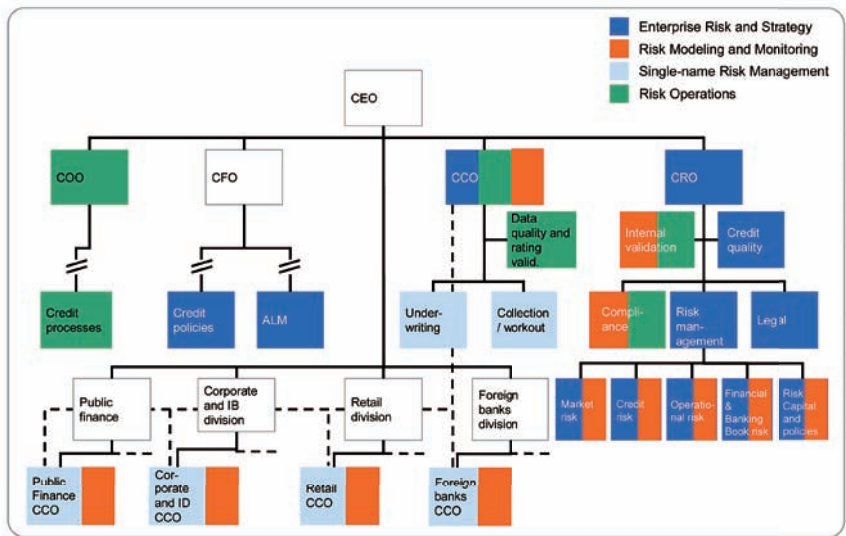 Enterprise Risk and Strategy
Risk Modeling and Monitoring
Single-name Risk Management
Risk Operations
CEO
COO
CFO
CCO
CRO
Data
quality and
rating
valid.
Internal
validation
Credit
quality
Credit
processes
Credit
policies
ALM
Under-
writing
Collection
/ workout
Compli-
ance
Risk
man-
agement
Legal
Public
finance
Corporate
and IB
division
Retail
division
Foreign
banks
division
Market
risk
Credit
risk
Operatio-
nal risk
Financial
&
Banking
Book risk
Risk
Capital
and
policies
Public
Finance
CCO
Cor-
porate
and ID
CCO
Retail
CCO
Foreign
banks
CCO